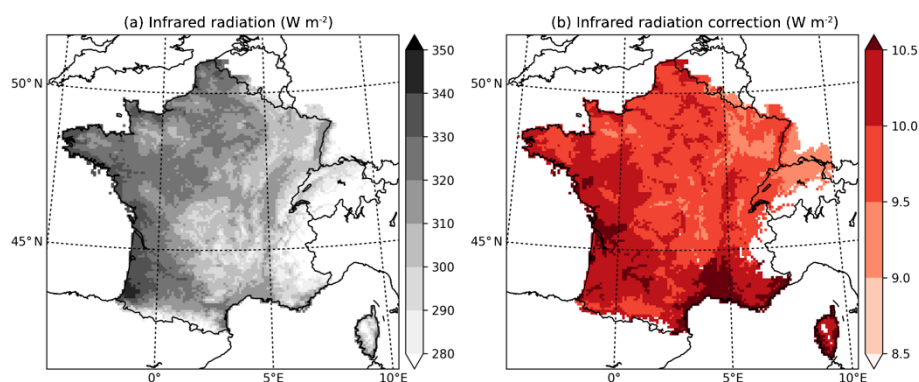 (a) Infrared radiation (W m⁻²)
50°N
45°N
0°
5°E
10°E
350
340
330
320
310
300
290
280
(b) Infrared radiation correction (W m⁻²)
50°N
45°N
0°
5°E
10°E
10.5
10.0
9.5
9.0
8.5